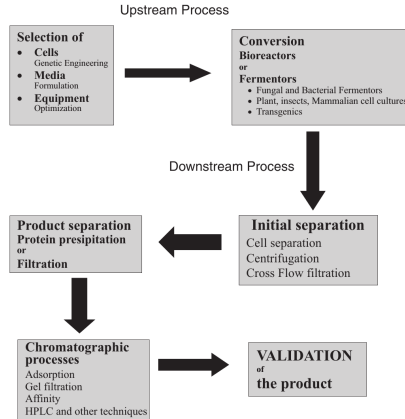 Upstream Process
Selection of
• Cells
Genetic Engineering
• Media
Formulation
• Equipment
Optimization
Conversion
Bioreactors
or
Fermentors
• Fungal and Bacterial Fermentors
• Plant, insects, Mammalian cell cultures
• Transgenics
Downstream Process
Initial separation
Cell separation
Centrifugation
Cross Flow filtration
Product separation
Protein presipitation
or
Filtration
Chromatographic
processes
Adsorption
Gel filtration
Affinity
HPLC and other techniques
VALIDATION
of
the product